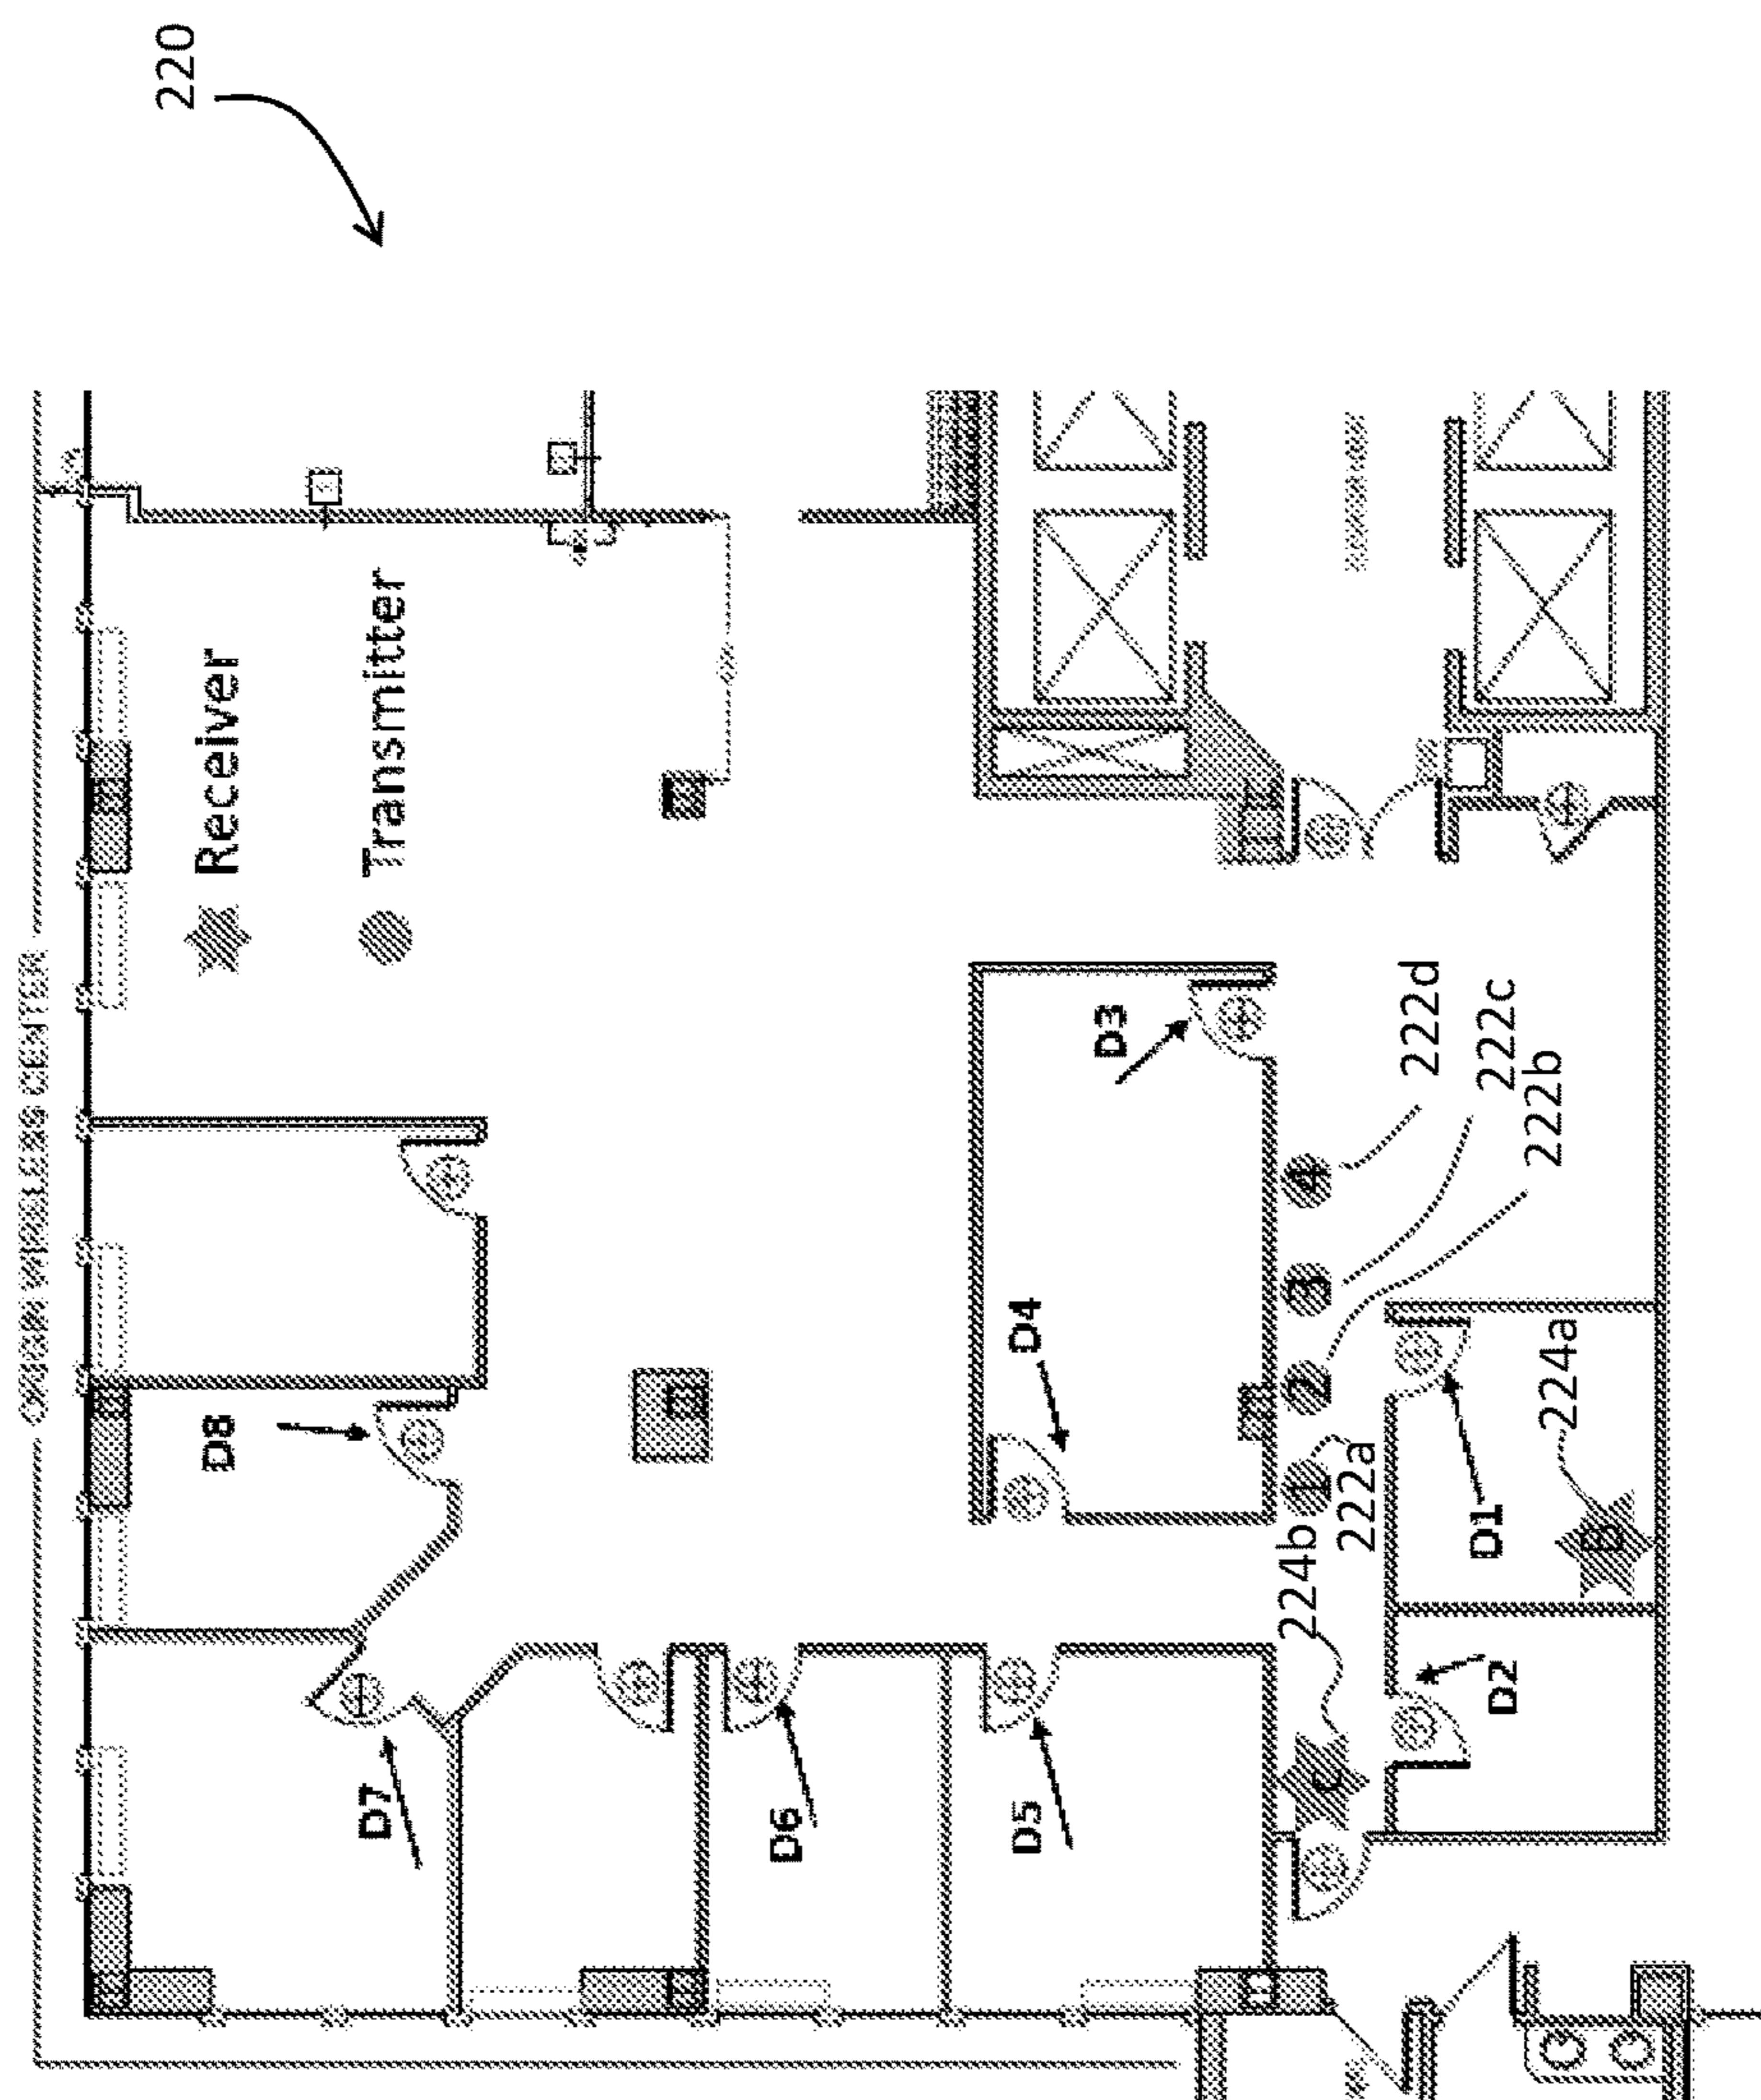 220
Receiver
Transmitter
D8
D7
D6
D5
D4
D3
D2
D1
1
2
3
4
222a
222b
222c
222d
224b
224a
C
B